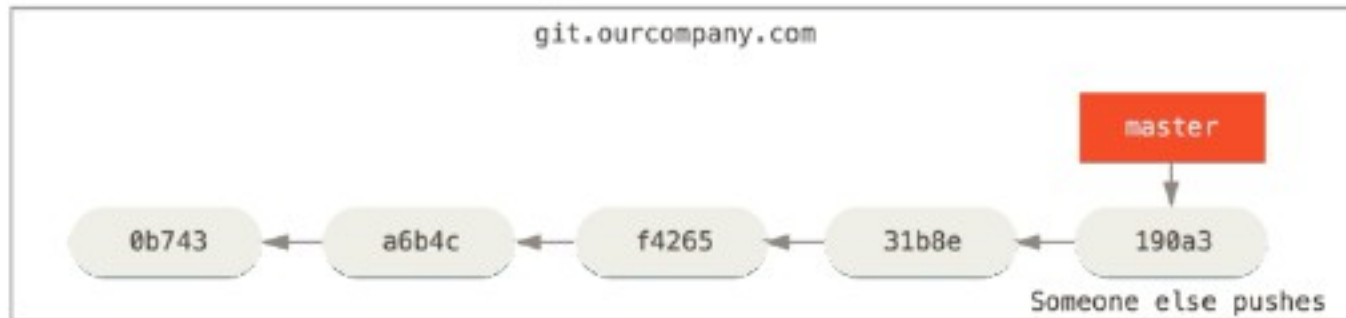 git.ourcompany.com
master
0b743 a6b4c f4265 31b8e 190a3
Someone else pushes